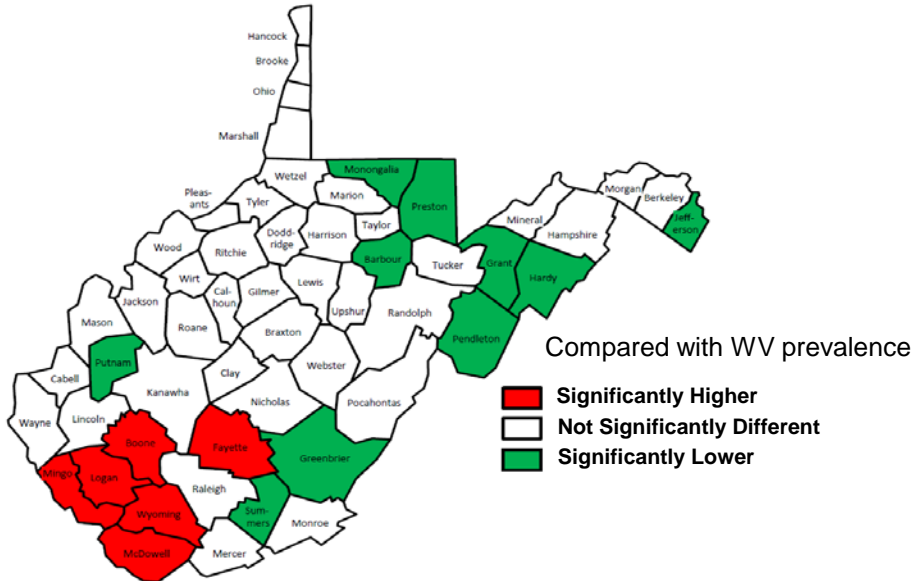 Hancock
Brooke
Ohio
Marshall
Wetzel
Monongalia
Marion
Preston
Pleas-
ants
Tyler
Taylor
Mineral
Morgan
Berkeley
Jeff-
erson
Hampshire
Wood
Ritchie
Dodd-
ridge
Harrison
Barbour
Tucker
Grant
Hardy
Wirt
Cal-
houn
Gilmer
Lewis
Upshur
Randolph
Jackson
Mason
Roane
Braxton
Pendleton
Putnam
Clay
Webster
Cabell
Kanawha
Nicholas
Pocahontas
Wayne
Lincoln
Boone
Fayette
Greenbrier
Mingo
Logan
Raleigh
Wyoming
Sum-
mers
Monroe
McDowell
Mercer
Compared with WV prevalence
Significantly Higher
Not Significantly Different
Significantly Lower